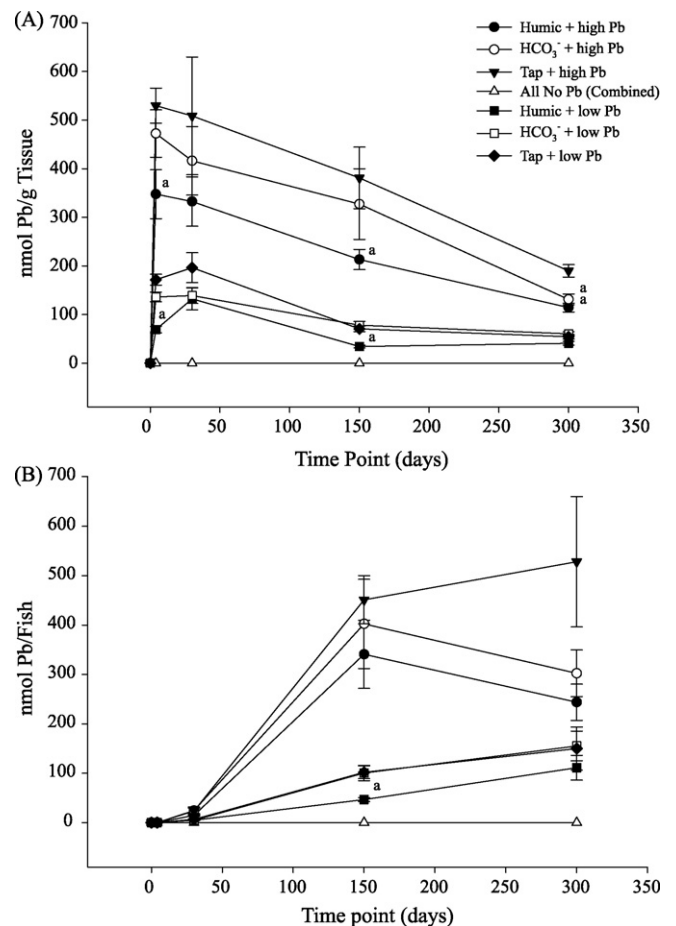 (A)
700
600
500
400
300
200
100
0
nmol Pb/g Tissue
Humic + high Pb
HCO₃⁻ + high Pb
Tap + high Pb
All No Pb (Combined)
Humic + low Pb
HCO₃⁻ + low Pb
Tap + low Pb
a
a
a
a
a
a
0 50 100 150 200 250 300 350
Time Point (days)
(B)
700
600
500
400
300
200
100
0
nmol Pb/Fish
a
0 50 100 150 200 250 300 350
Time point (days)